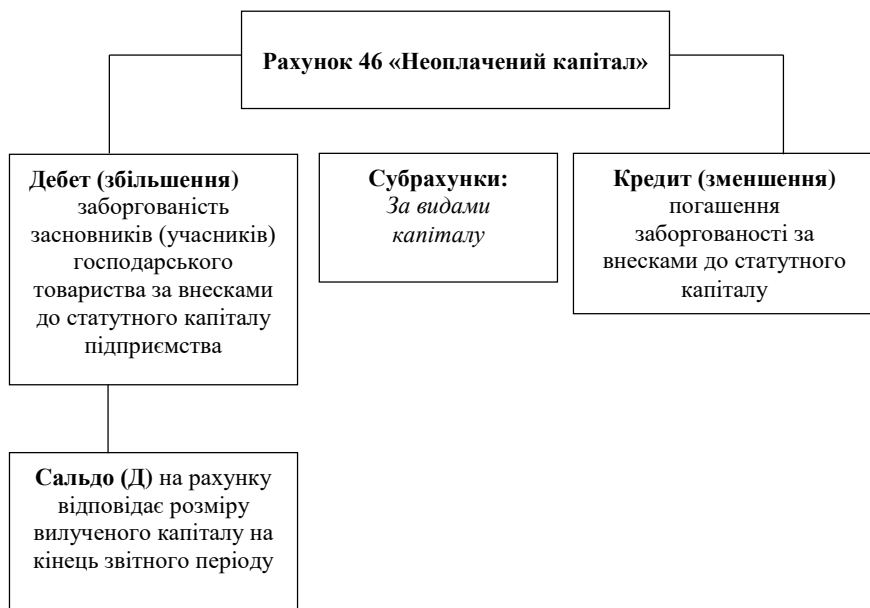 Рахунок 46 «Неоплачений капітал»
Дебет (збільшення)
заборгованість
засновників (учасників)
господарського
товариства за внесками
до статутного капіталу
підприємства
Субрахунки:
За видами
капіталу
Кредит (зменшення)
погашення
заборгованості за
внесками до статутного
капіталу
Сальдо (Д) на рахунку
відповідає розміру
вилученого капіталу на
кінець звітного періоду